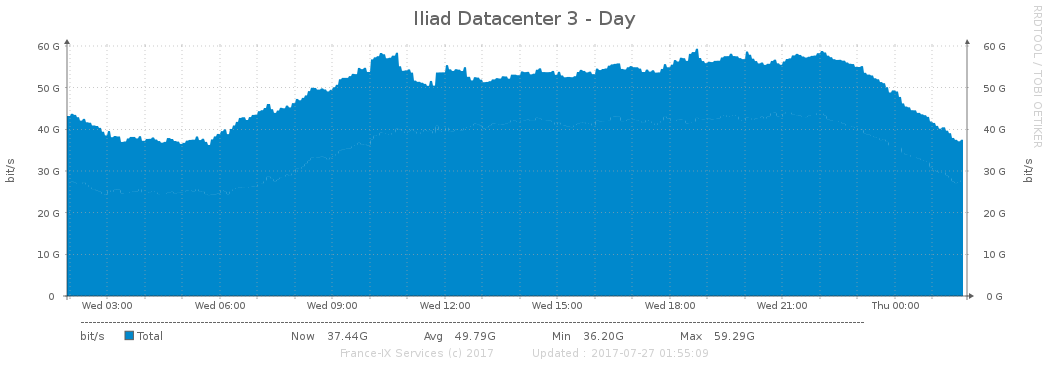 Iliad Datacenter 3 - Day
RRDTOOL / TOBI OETIKER
bit/s
60 G
50 G
40 G
30 G
20 G
10 G
0
60 G
50 G
40 G
30 G
20 G
10 G
0 G
bit/s
Wed 03:00 Wed 06:00 Wed 09:00 Wed 12:00 Wed 15:00 Wed 18:00 Wed 21:00 Thu 00:00
bit/s Total Now 37.44G Avg 49.79G Min 36.20G Max 59.29G
France-IX Services (c) 2017 Updated : 2017-07-27 01:55:09